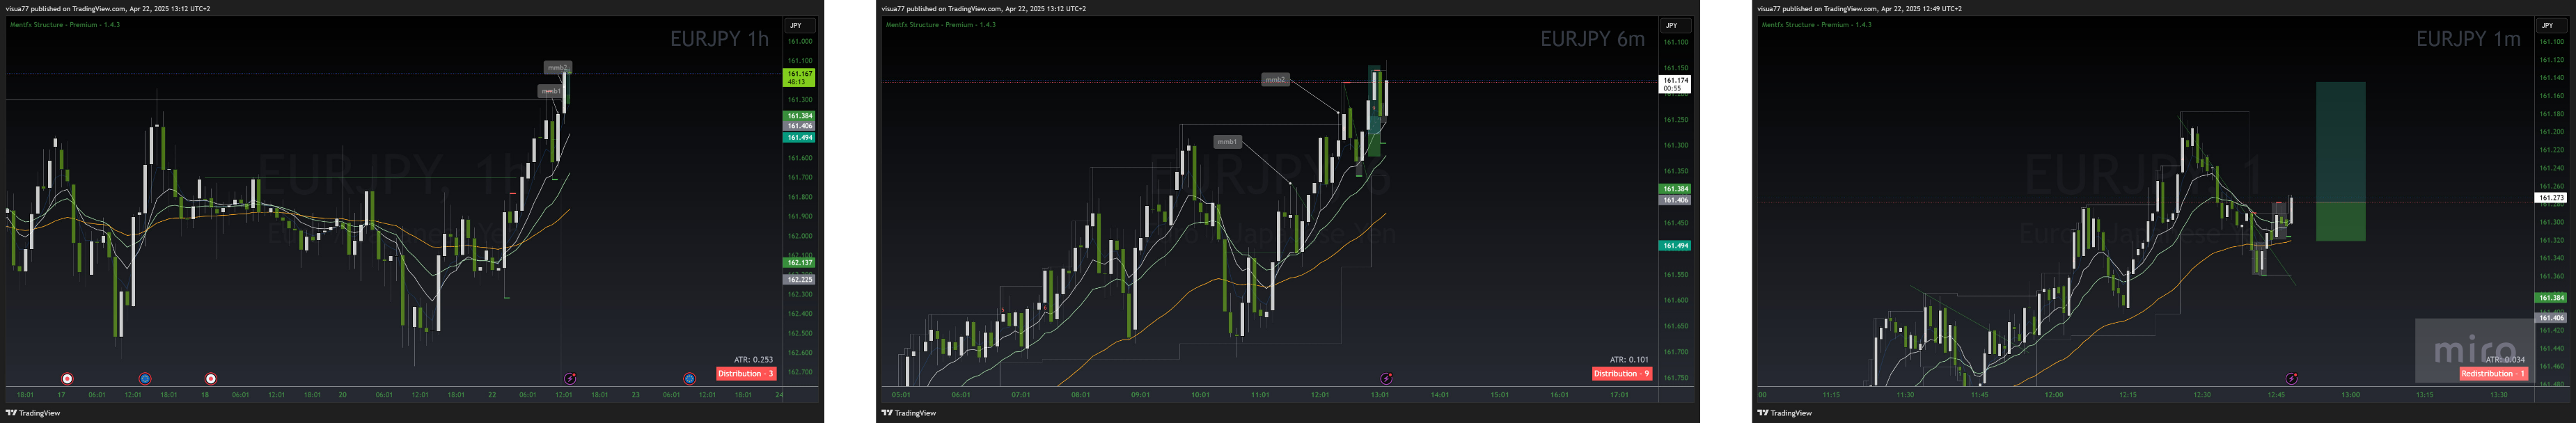 visua77 published on TradingView.com, Apr 22, 2025 13:12 UTC+2
Mentfx Structure - Premium - 1.4.3
JPY
EURJPY 1h
161.000
161.100
161.167
48:13
161.300
161.384
161.406
161.494
161.600
161.700
161.800
161.900
162.000
162.100
162.137
162.225
162.300
162.400
162.500
162.600
162.700
mmb2
mmb1
EURJPY, 1h
ATR: 0.253
Distribution - 3
18:01 17 06:01 12:01 18:01 18 06:01 12:01 18:01 20 06:01 12:01 18:01 22 06:01 12:01 18:01 23 06:01 12:01 18:01 24
TradingView
visua77 published on TradingView.com, Apr 22, 2025 13:12 UTC+2
Mentfx Structure - Premium - 1.4.3
JPY
EURJPY 6m
161.100
161.150
161.174
00:55
161.250
161.300
161.350
161.384
161.406
161.450
161.494
161.550
161.600
161.650
161.700
161.750
mmb2
mmb1
ATR: 0.101
Distribution - 9
05:01 06:01 07:01 08:01 09:01 10:01 11:01 12:01 13:01 14:01 15:01 16:01 17:01
TradingView
visua77 published on TradingView.com, Apr 22, 2025 12:49 UTC+2
Mentfx Structure - Premium - 1.4.3
JPY
EURJPY 1m
161.100
161.120
161.140
161.160
161.180
161.200
161.220
161.240
161.260
161.273
161.300
161.320
161.340
161.360
161.384
161.406
161.420
161.440
161.460
161.480
EURJPY, 1
miro
ATR: 0.034
Redistribution - 1
00 11:15 11:30 11:45 12:00 12:15 12:30 12:45 13:00 13:15 13:30
TradingView